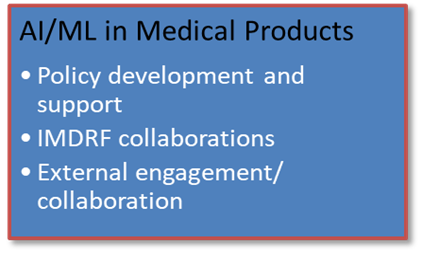 AI/ML in Medical Products
• Policy development and
support
• IMDRF collaborations
• External engagement/
collaboration